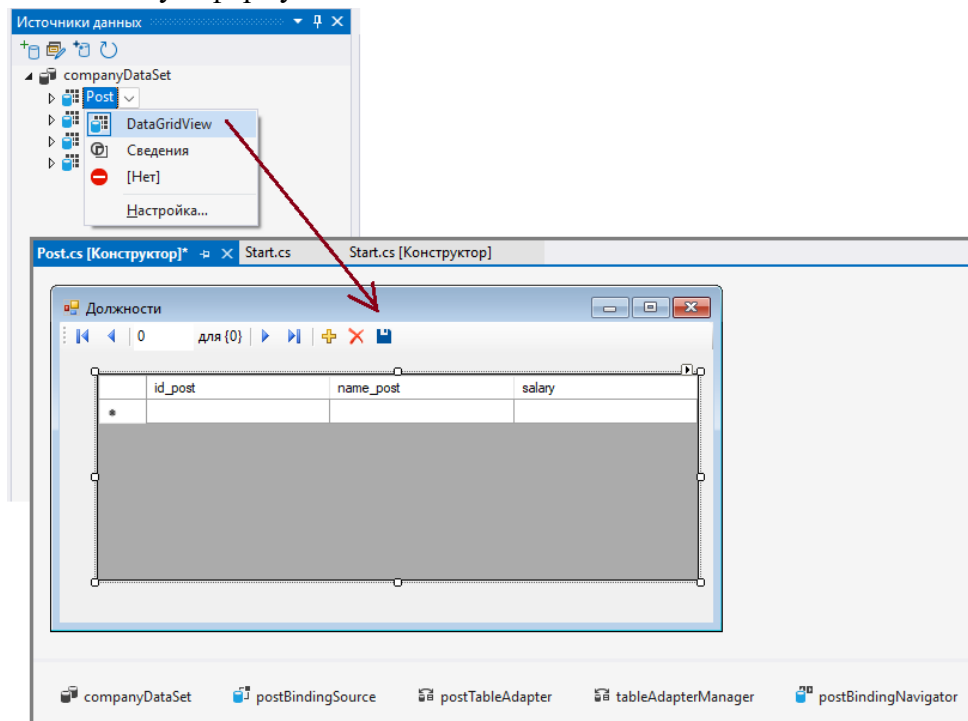 Источники данных
companyDataSet
Post
DataGridView
Сведения
[Нет]
Настройка...
Post.cs [Конструктор]* Start.cs Start.cs [Конструктор]
Должности
0 для {0}
id_post name_post salary
companyDataSet postBindingSource postTableAdapter tableAdapterManager postBindingNavigator